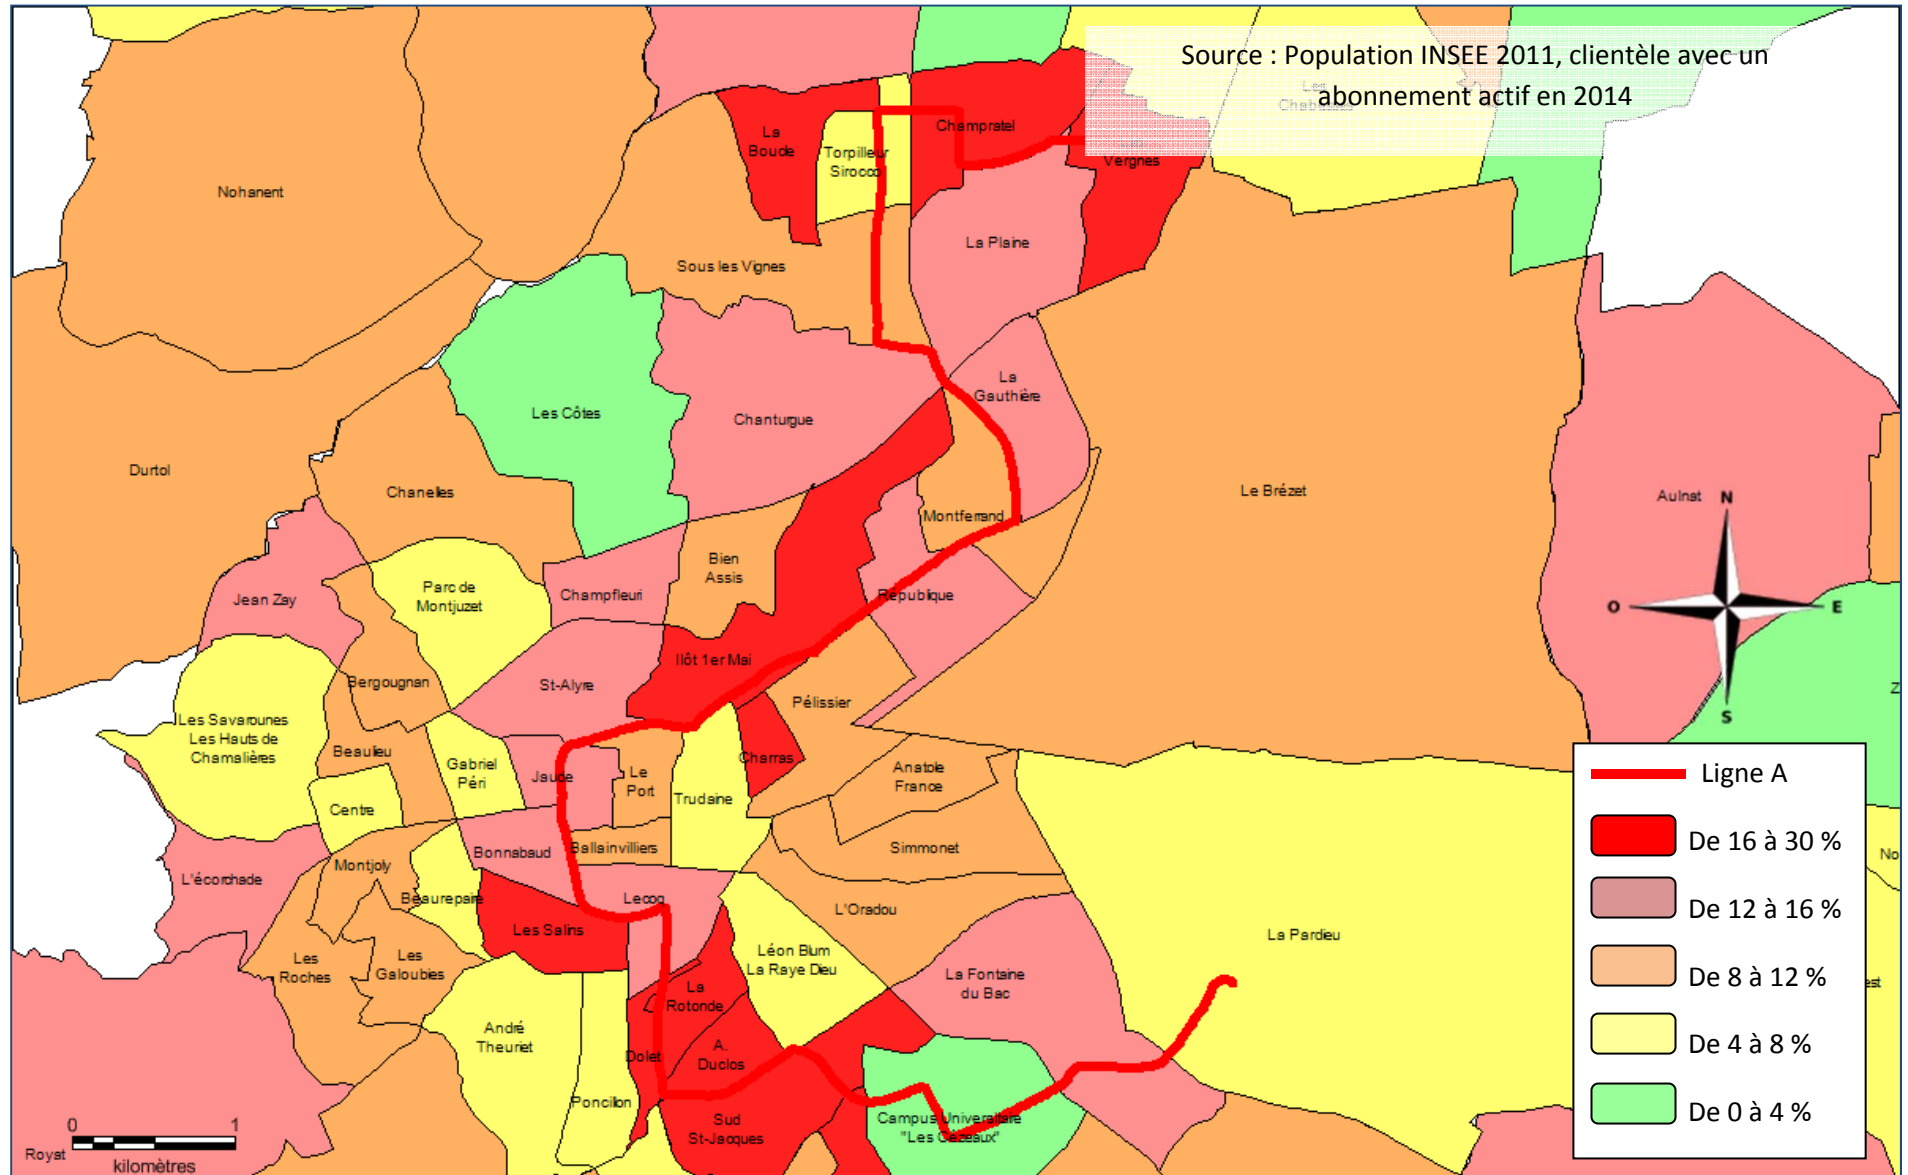 Source : Population INSEE 2011, clientèle avec un
abonnement actif en 2014
La
Boude
Torpilleur
Sirocco
Champratel
Vergnes
Nohanent
La Plaine
Sous les Vignes
La
Gauthière
Les Côtes
Chanturgue
Durtol
Chanelles
Le Brézet
Aulnat
N
Montferrand
Bien
Assis
Parc de
Montjuzet
Champfleuri
République
Jean Zay
O
E
Ilôt 1er Mai
St-Alyre
Bergougnan
Pélissier
Z
S
Les Savarounes
Les Hauts de
Chamalières
Beaulieu
Gabriel
Péri
Jaude
Le
Port
Charras
Anatole
France
Trudaine
Centre
Ballainvilliers
Simmonet
Bonnabaud
Montjoly
L'écorchade
Beaurepaire
Lecoq
L'Oradou
Les Salins
La Pardieu
Les
Roches
Les
Galoubies
Léon Blum
La Raye Dieu
La Fontaine
du Bac
La
Rotonde
André
Theuriet
Dolet
A.
Duclos
Poncillon
Sud
St-Jacques
Campus Universitaire
"Les Cézeaux"
Royat
0 1
kilomètres
No
est
Ligne A
De 16 à 30 %
De 12 à 16 %
De 8 à 12 %
De 4 à 8 %
De 0 à 4 %